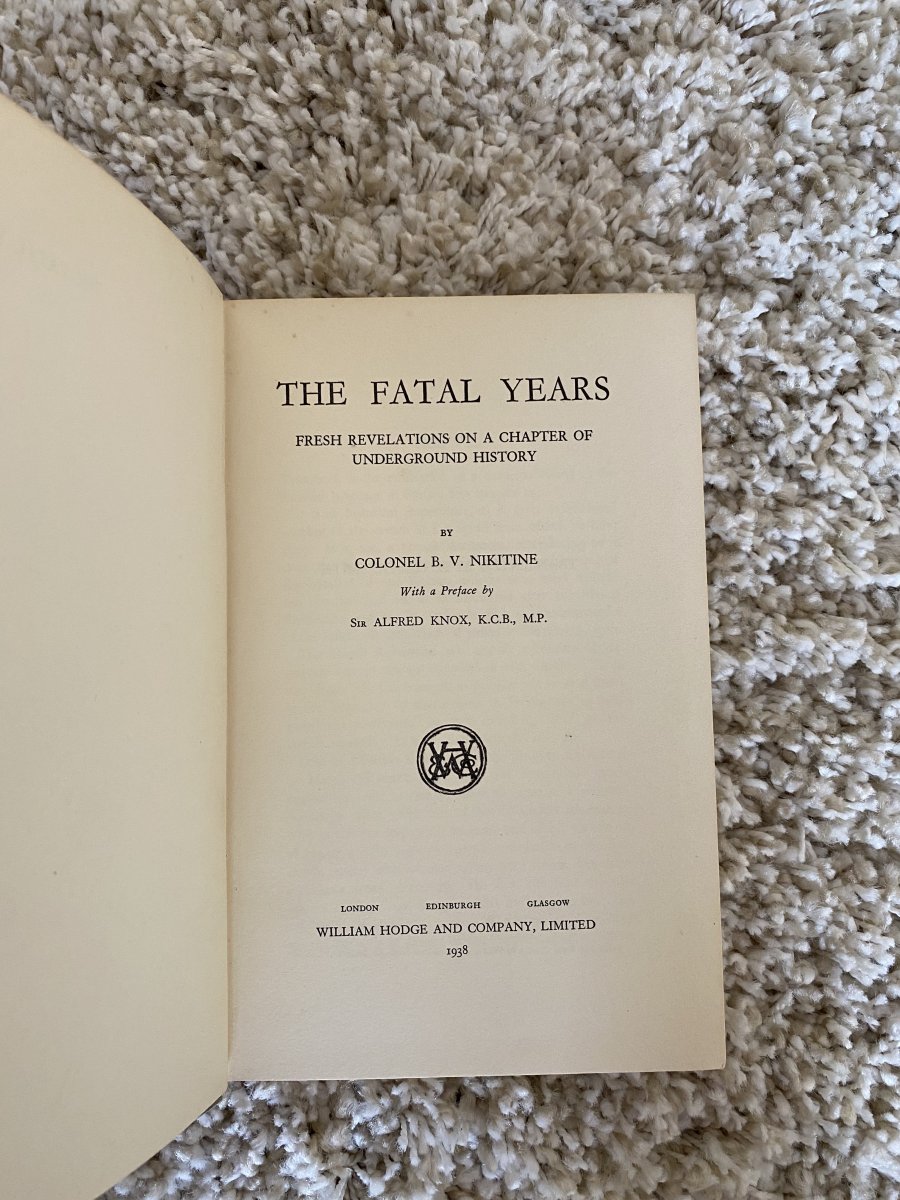 THE FATAL YEARS
FRESH REVELATIONS ON A CHAPTER OF
UNDERGROUND HISTORY
BY
COLONEL B. V. NIKITINE
With a Preface by
SIR ALFRED KNOX, K.C.B., M.P.
LONDON EDINBURGH GLASGOW
WILLIAM HODGE AND COMPANY, LIMITED
1938